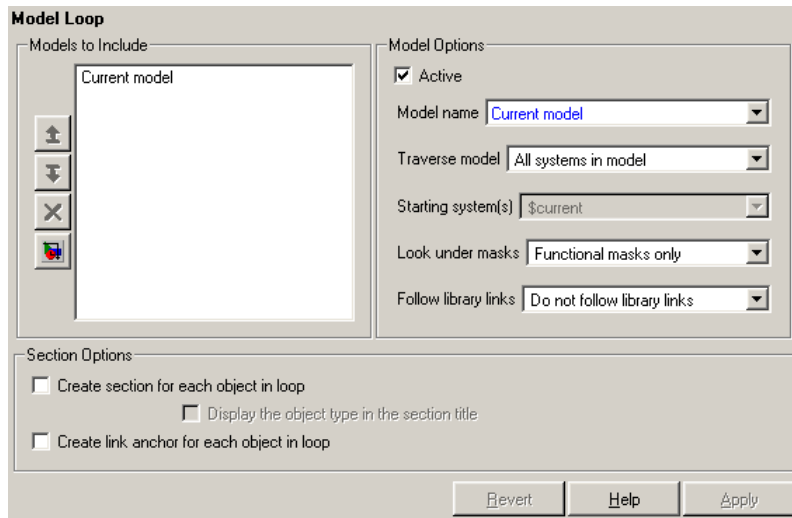 Model Loop
Models to Include
Current model
Model Options
Active
Model name Current model
Traverse model All systems in model
Starting system(s) $current
Look under masks Functional masks only
Follow library links Do not follow library links
Section Options
Create section for each object in loop
Display the object type in the section title
Create link anchor for each object in loop
Revert Help Apply